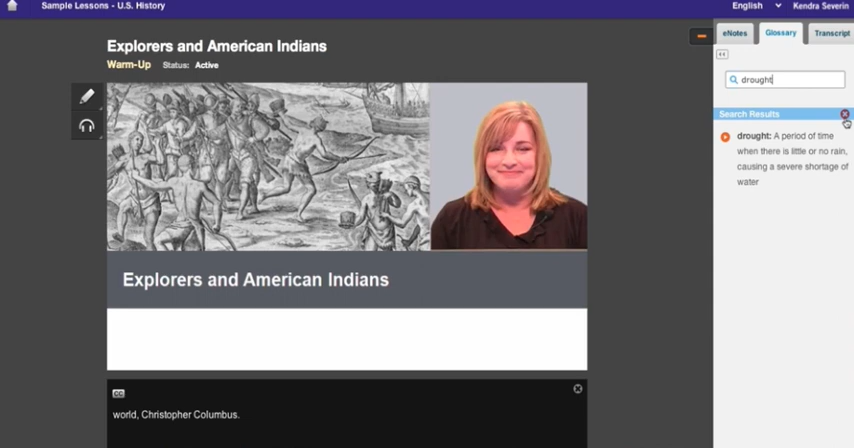 Sample Lessons - U.S. History
English
Kendra Severin
Explorers and American Indians
Warm-Up Status: Active
eNotes
Glossary
Transcript
drought
Search Results
drought: A period of time
when there is little or no rain,
causing a severe shortage of
water
Explorers and American Indians
CC
world, Christopher Columbus.